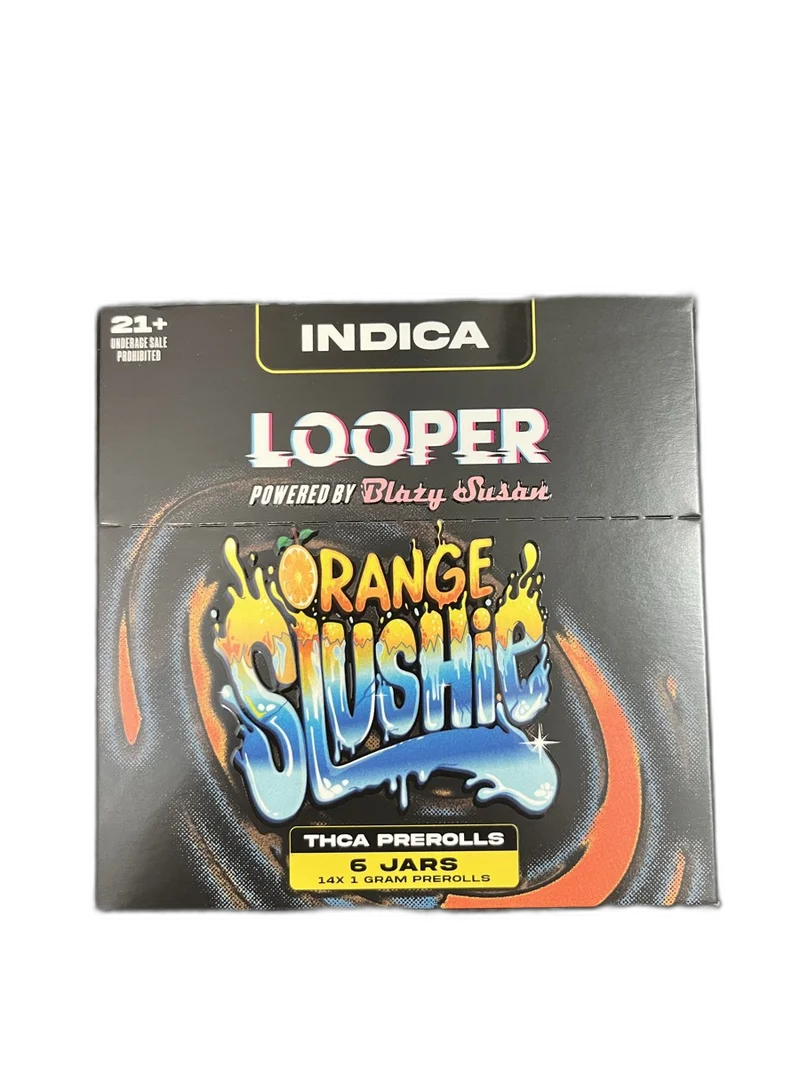 21+
UNDERAGE SALE
PROHIBITED
INDICA
LOOPER
POWERED BY Blazy Susan
ORANGE
SLUSHiE
THCA PREROLLS
6 JARS
14X 1 GRAM PREROLLS